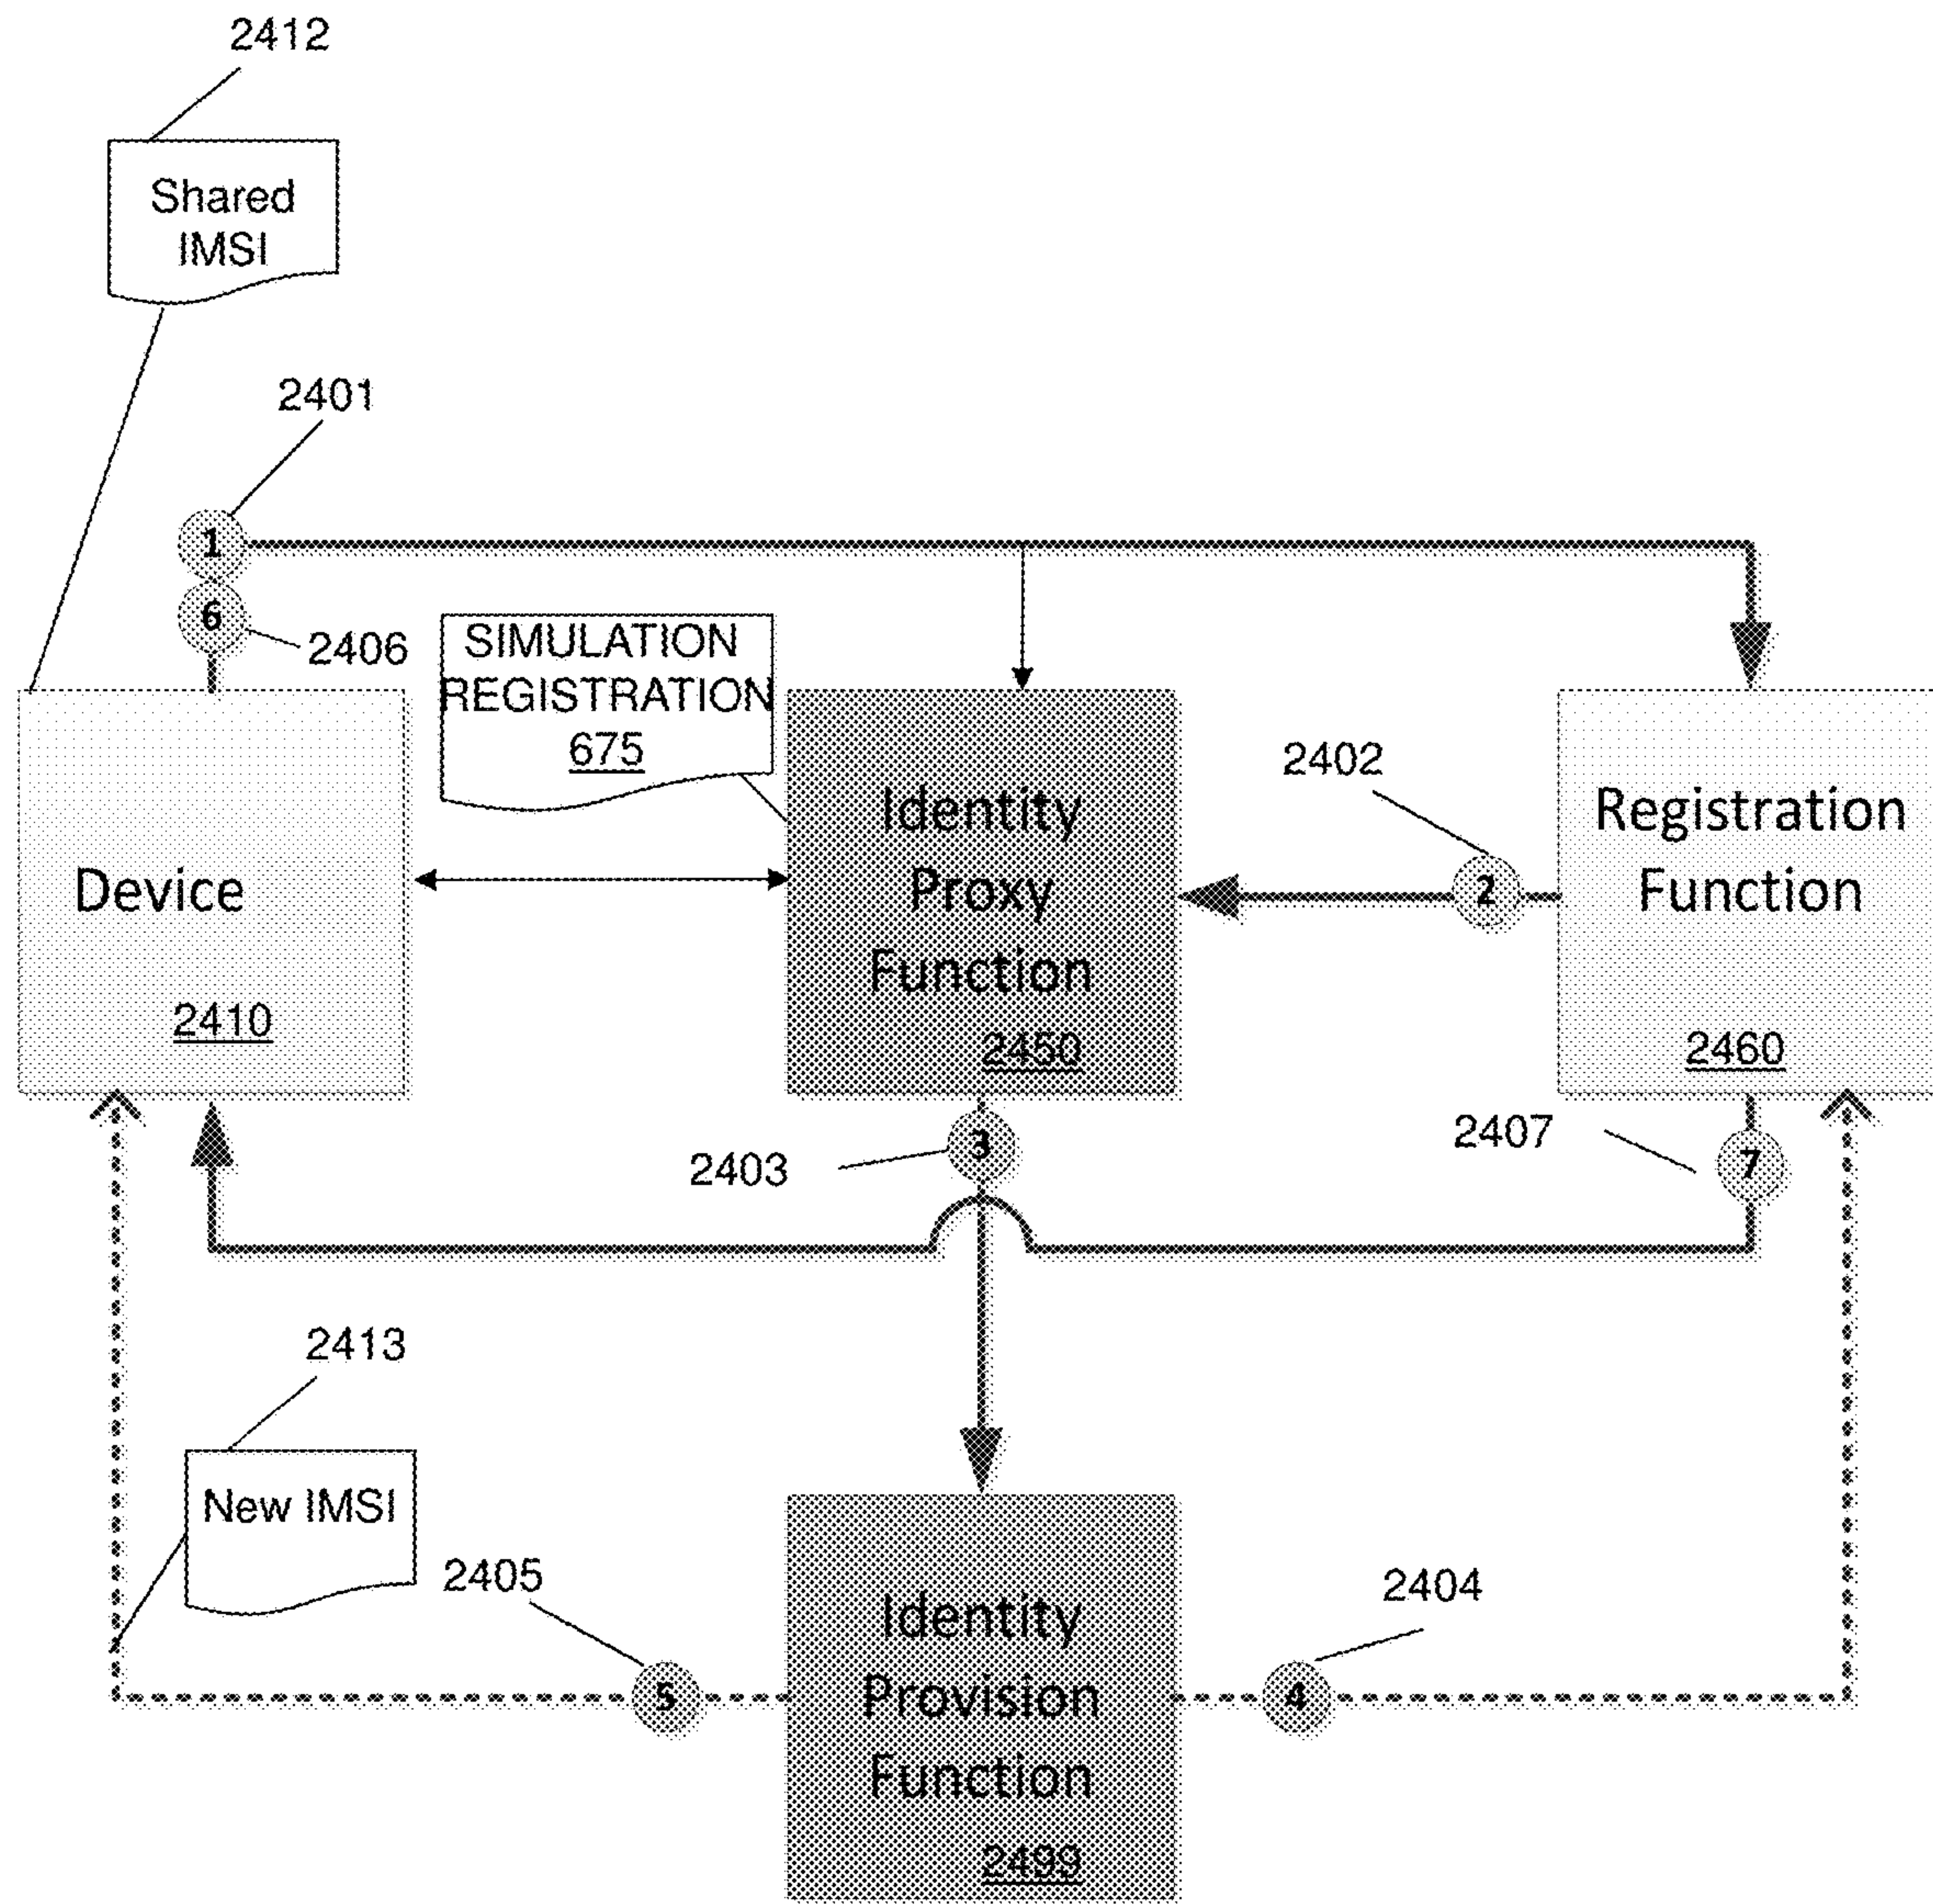 2412
Shared
IMSI
2401
1
6
2406
SIMULATION
REGISTRATION
675
2402
Identity
Proxy
Function
2450
Registration
Function
2460
2
Device
2410
2403
3
2407
7
2413
New IMSI
2405
5
2404
4
Identity
Provision
Function
2499